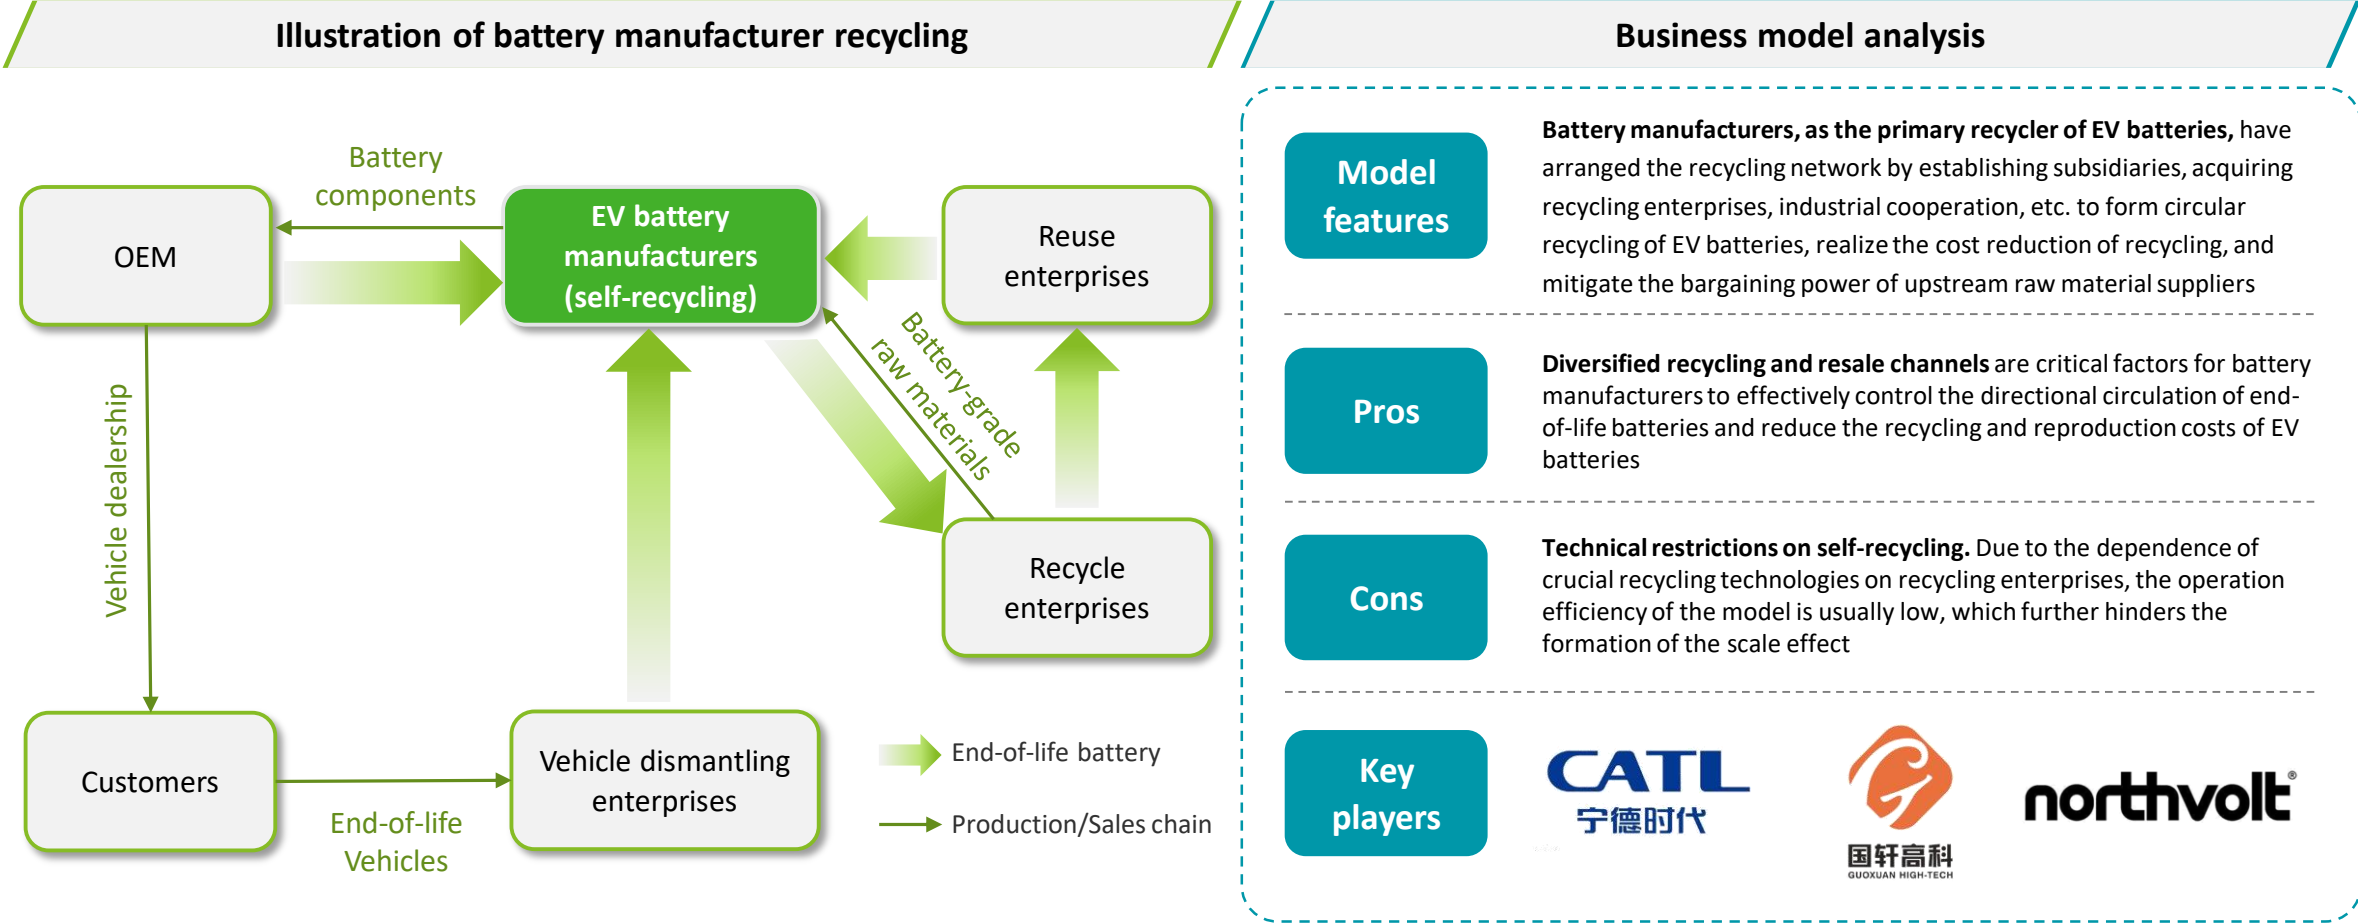 Illustration of battery manufacturer recycling
Business model analysis
Battery
components
OEM
EV battery
manufacturers
(self-recycling)
Reuse
enterprises
Battery-grade
raw materials
Vehicle dealership
Recycle
enterprises
Customers
End-of-life
Vehicles
Vehicle dismantling
enterprises
End-of-life battery
Production/Sales chain
Model
features
Battery manufacturers, as the primary recycler of EV batteries, have
arranged the recycling network by establishing subsidiaries, acquiring
recycling enterprises, industrial cooperation, etc. to form circular
recycling of EV batteries, realize the cost reduction of recycling, and
mitigate the bargaining power of upstream raw material suppliers
Pros
Diversified recycling and resale channels are critical factors for battery
manufacturers to effectively control the directional circulation of end-
of-life batteries and reduce the recycling and reproduction costs of EV
batteries
Cons
Technical restrictions on self-recycling. Due to the dependence of
crucial recycling technologies on recycling enterprises, the operation
efficiency of the model is usually low, which further hinders the
formation of the scale effect
Key
players
CATL
宁德时代
国轩高科
GUOXUAN HIGH-TECH
northvolt®